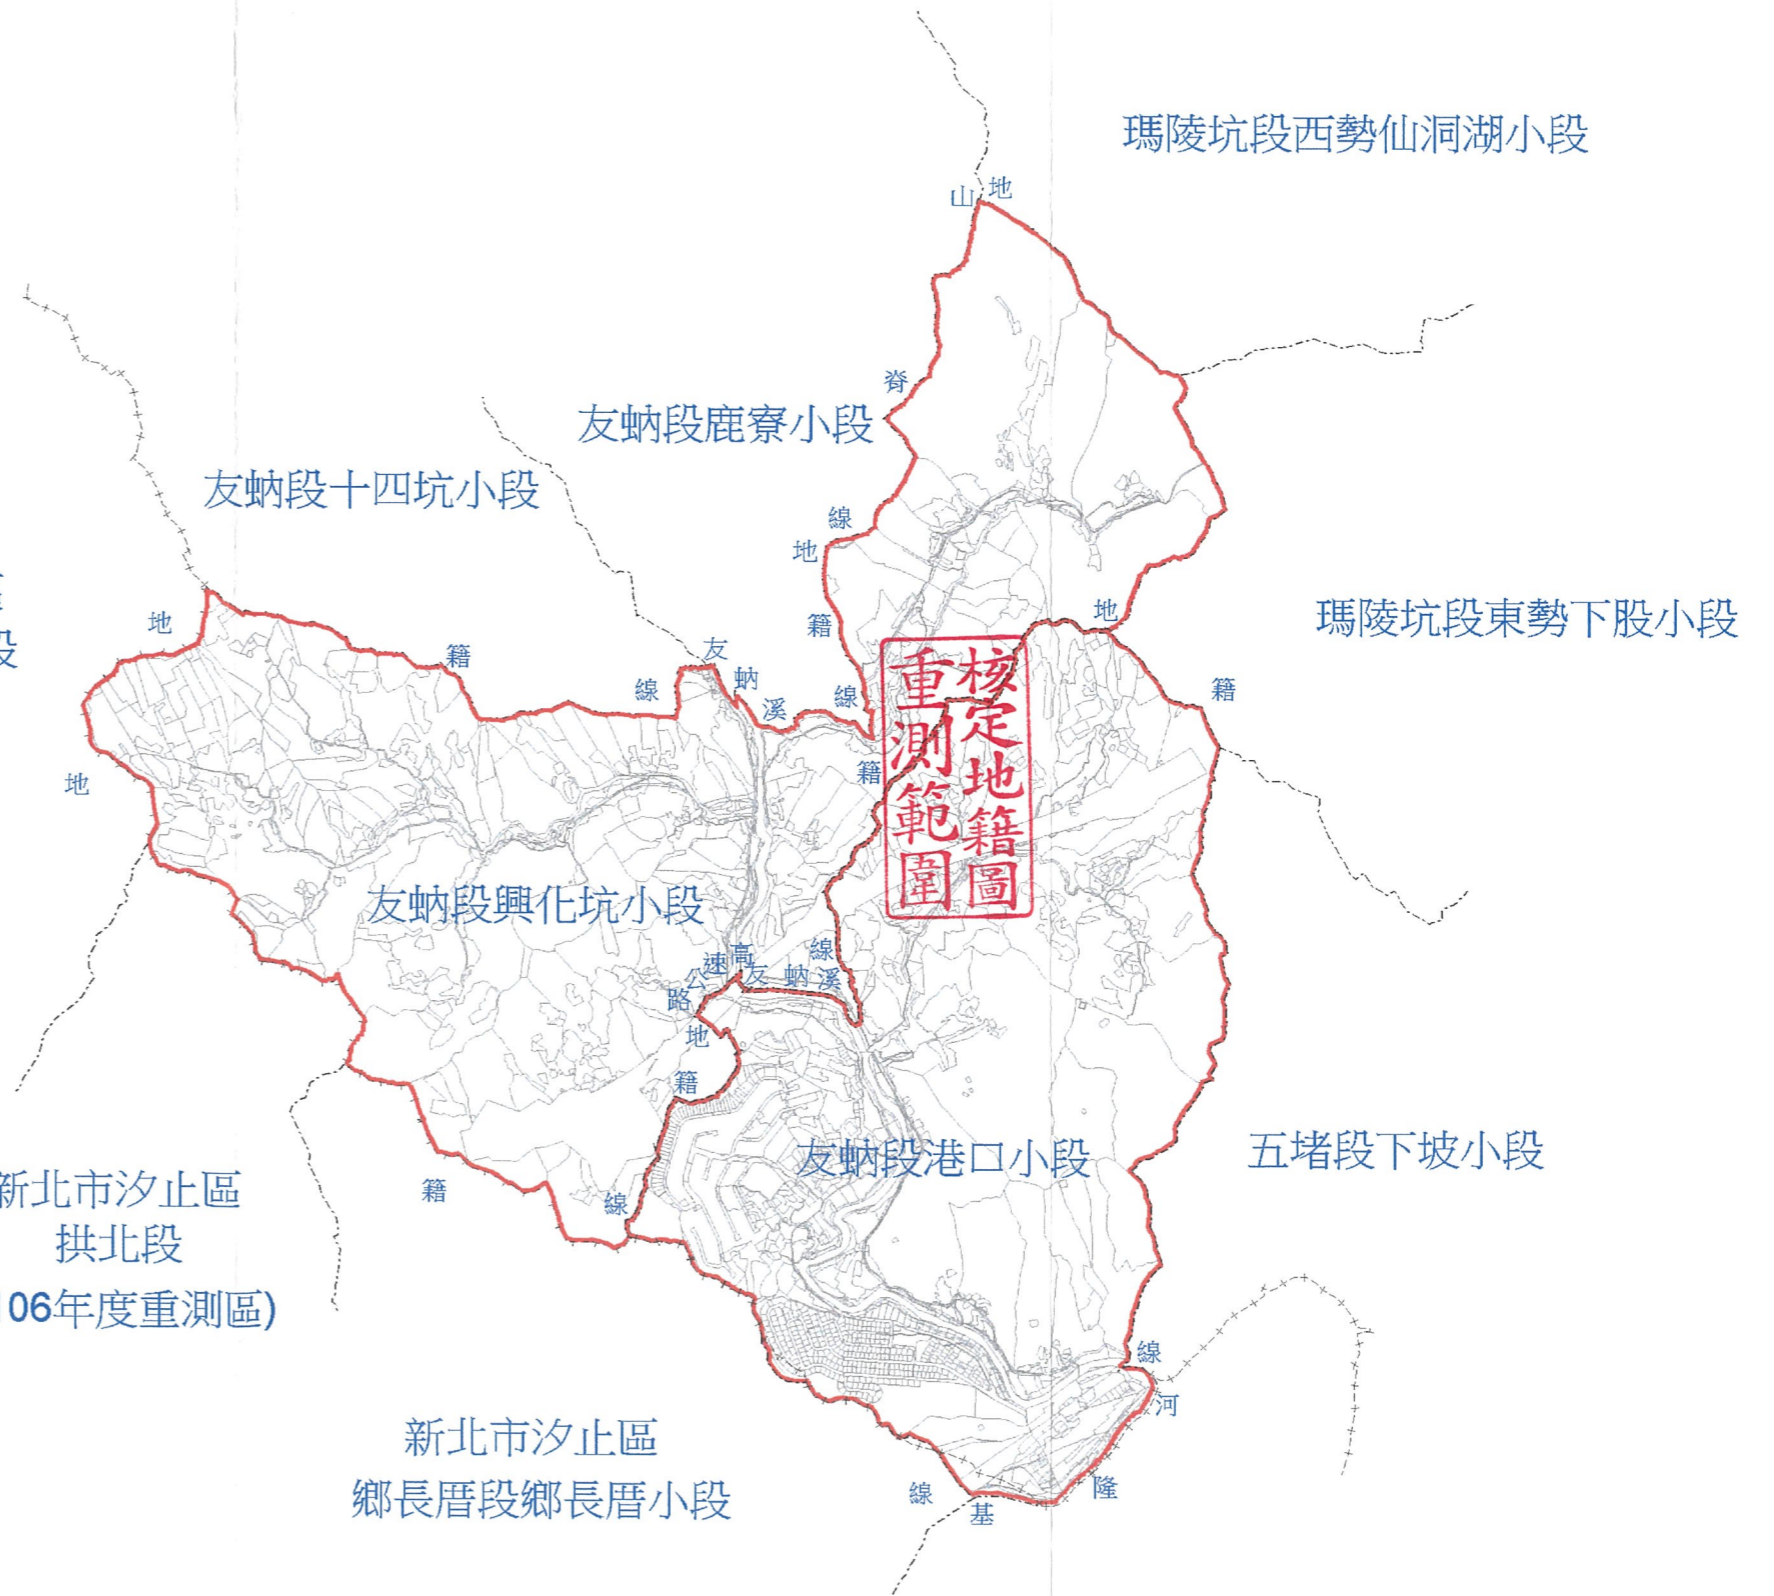 瑪陵坑段西勢仙洞湖小段
山
地
脊
友蚋段鹿寮小段
友蚋段十四坑小段
線
地
籍
線
地
籍
線
友
蚋
溪
地
瑪陵坑段東勢下股小段
籍
核定地籍圖
重測範圍
籍
地
段
友蚋段興化坑小段
高
速
公
路
友
蚋
溪
線
地
籍
線
友蚋段港口小段
五堵段下坡小段
新北市汐止區
拱北段
06年度重測區)
籍
線
河
隆
基
線
新北市汐止區
鄉長厝段鄉長厝小段